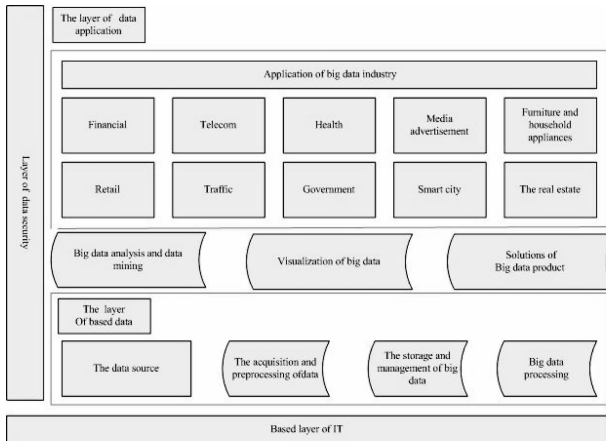 Layer of data security
The layer of data
application
Application of big data industry
Financial
Telecom
Health
Media
advertisement
Furniture and
household
appliances
Retail
Traffic
Government
Smart city
The real estate
Big data analysis and data
mining
Visualization of big data
Solutions of
Big data product
The layer
Of based data
The data source
The acquisition and
preprocessing ofdata
The storage and
management of big
data
Big data
processing
Based layer of IT